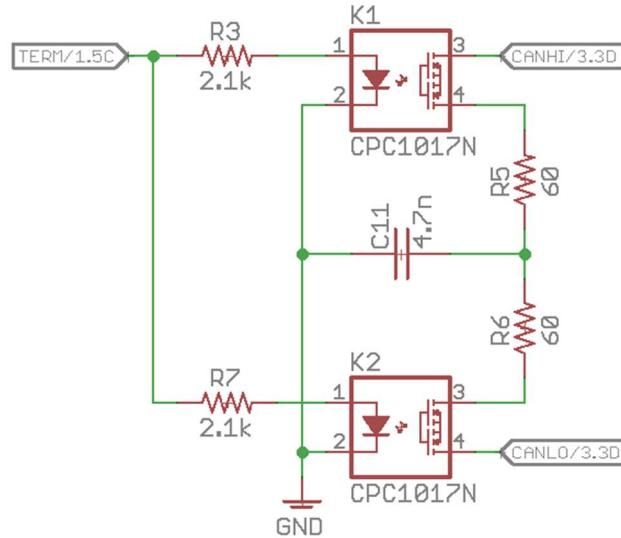 K1
R3
1
3
TERM/1.5C
CANHI/3.3D
2.1k
2
4
CPC1017N
R5
60
C11
4.7n
R6
60
K2
R7
1
3
2.1k
2
4
CANLO/3.3D
CPC1017N
GND